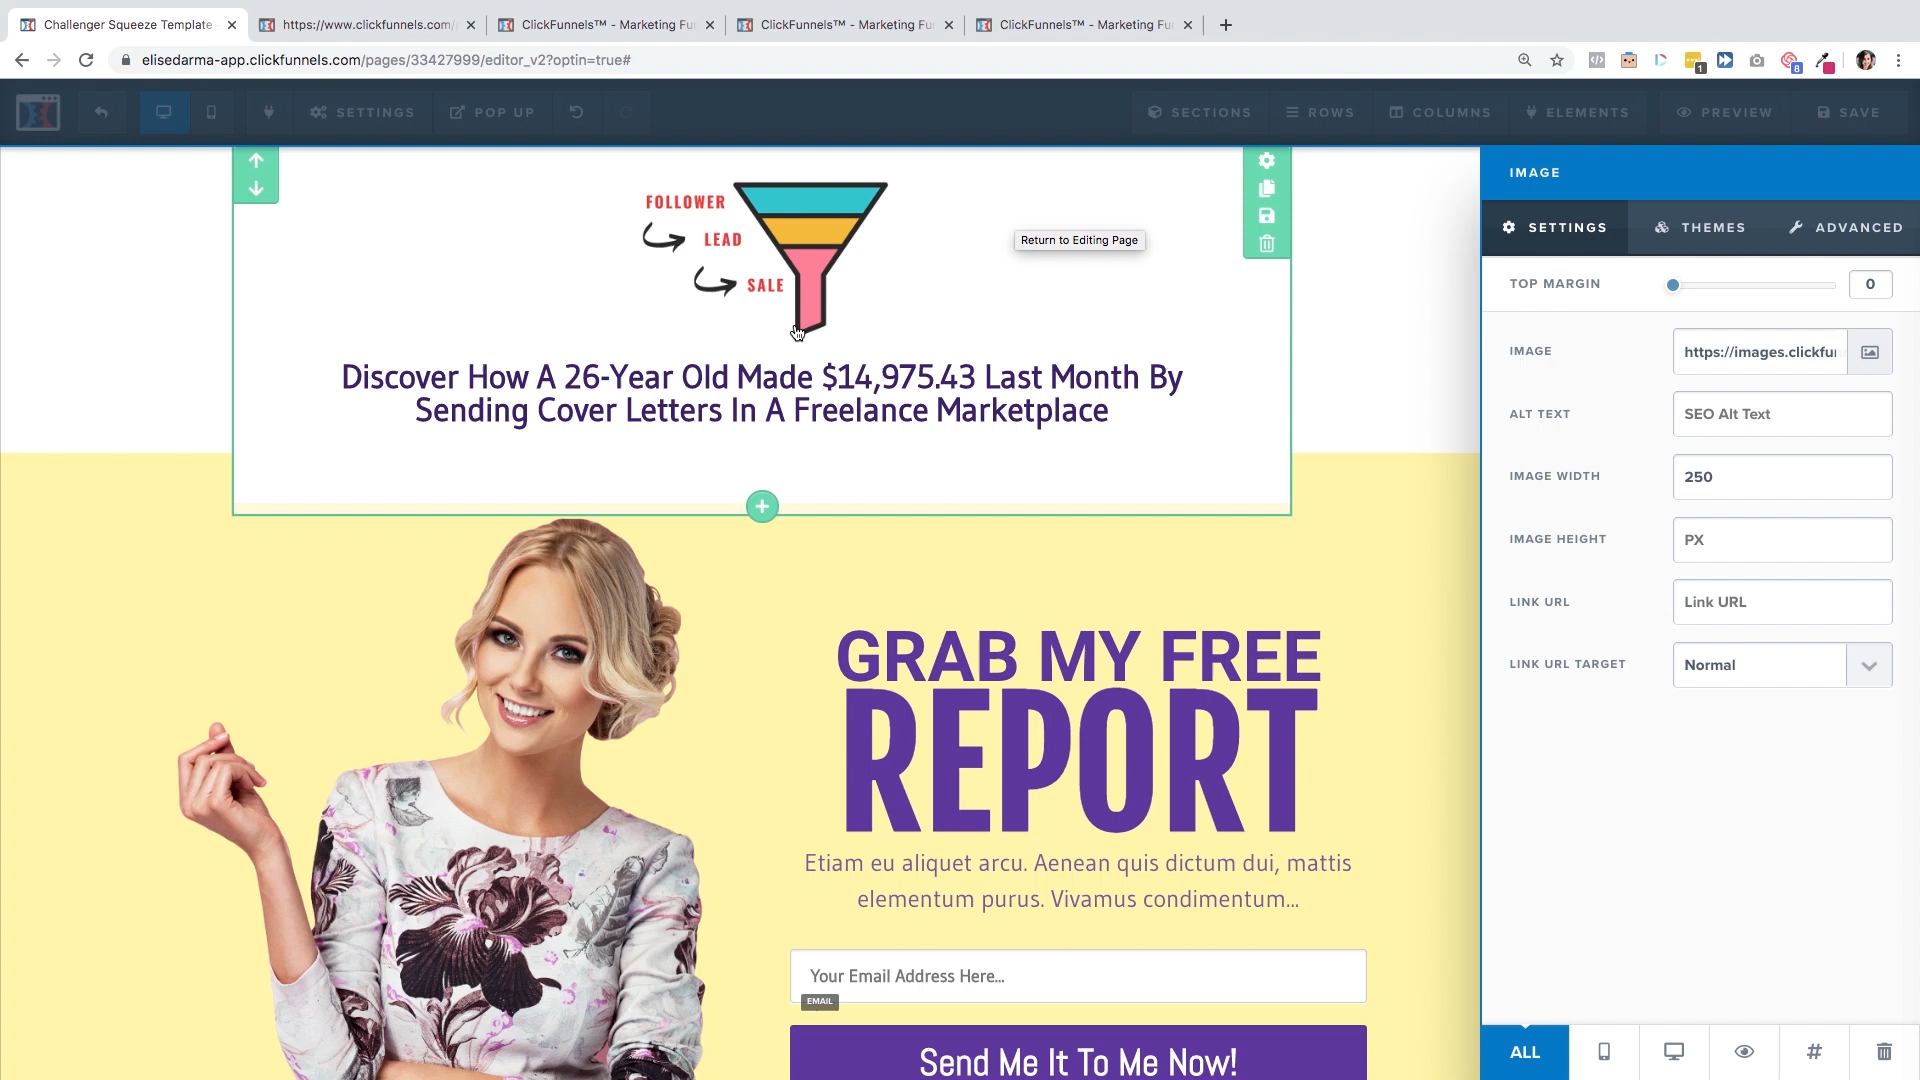 Challenger Squeeze Template
https://www.clickfunnels.com/
ClickFunnels™ - Marketing Fu
ClickFunnels™ - Marketing Fu
ClickFunnels™ - Marketing Fu
elisedarma-app.clickfunnels.com/pages/33427999/editor_v2?optin=true#
1
8
SETTINGS
POP UP
SECTIONS
ROWS
COLUMNS
ELEMENTS
PREVIEW
SAVE
FOLLOWER
LEAD
SALE
Return to Editing Page
Discover How A 26-Year Old Made $14,975.43 Last Month By
Sending Cover Letters In A Freelance Marketplace
GRAB MY FREE
REPORT
Etiam eu aliquet arcu. Aenean quis dictum dui, mattis
elementum purus. Vivamus condimentum...
Your Email Address Here...
EMAIL
Send Me It To Me Now!
IMAGE
SETTINGS
THEMES
ADVANCED
TOP MARGIN
0
IMAGE
https://images.clickfu
ALT TEXT
SEO Alt Text
IMAGE WIDTH
250
IMAGE HEIGHT
PX
LINK URL
Link URL
LINK URL TARGET
Normal
ALL
#